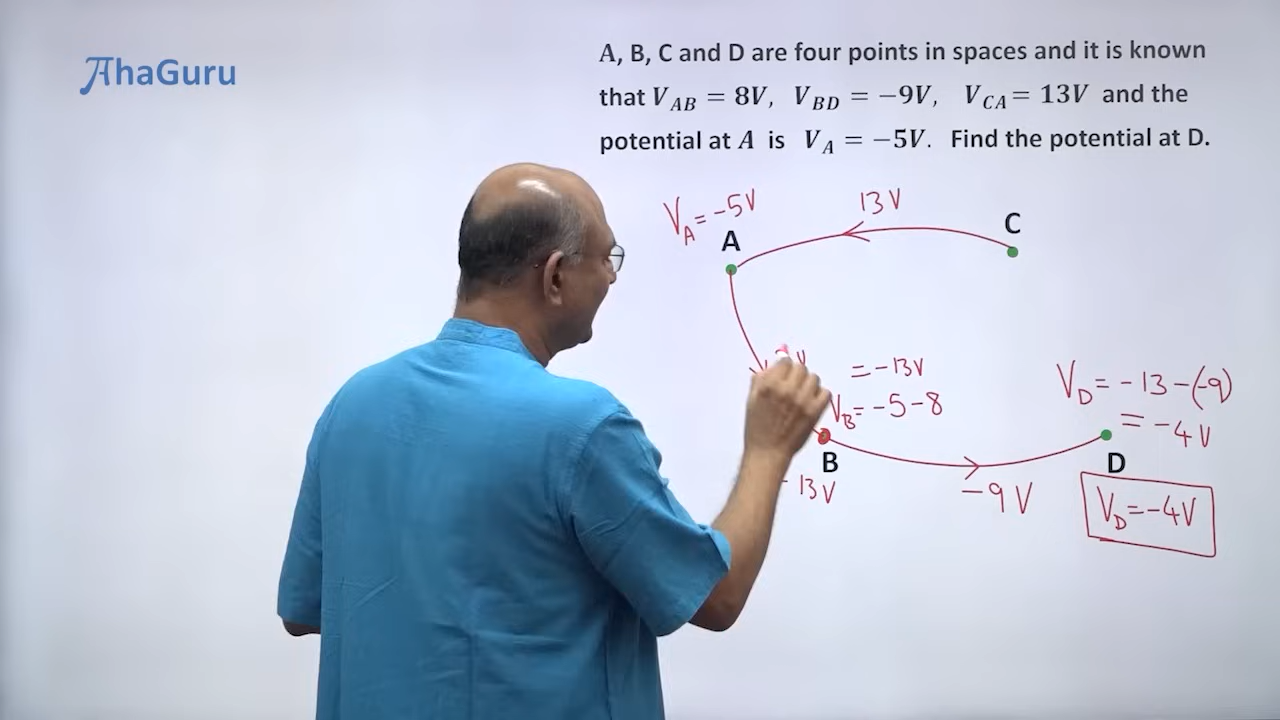 AhaGuru
A, B, C and D are four points in spaces and it is known
that V_AB = 8V, V_BD = −9V, V_CA = 13V and the
potential at A is V_A = −5V. Find the potential at D.
V_A = -5V
13V
C
A
= -13V
V_B = -5-8
V_D = -13-(-9)
= -4V
B
D
-13V
-9V
V_D = -4V